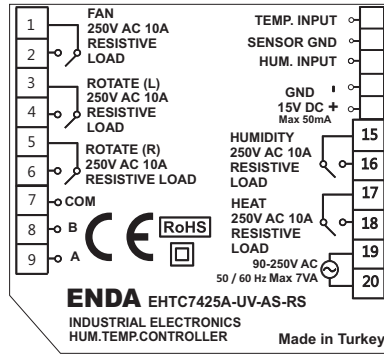 1
2
3
4
5
6
7
8
9
FAN
250V AC 10A
RESISTIVE
LOAD
ROTATE (L)
250V AC 10A
RESISTIVE
LOAD
ROTATE (R)
250V AC 10A
RESISTIVE LOAD
COM
B
A
CE
RoHS
TEMP. INPUT
SENSOR GND
HUM. INPUT
GND -
15V DC +
Max 50mA
HUMIDITY
250V AC 10A
RESISTIVE
LOAD
HEAT
250V AC 10A
RESISTIVE
LOAD
90-250V AC
50 / 60 Hz Max 7VA
15
16
17
18
19
20
ENDA EHTC7425A-UV-AS-RS
INDUSTRIAL ELECTRONICS
HUM.TEMP.CONTROLLER
Made in Turkey